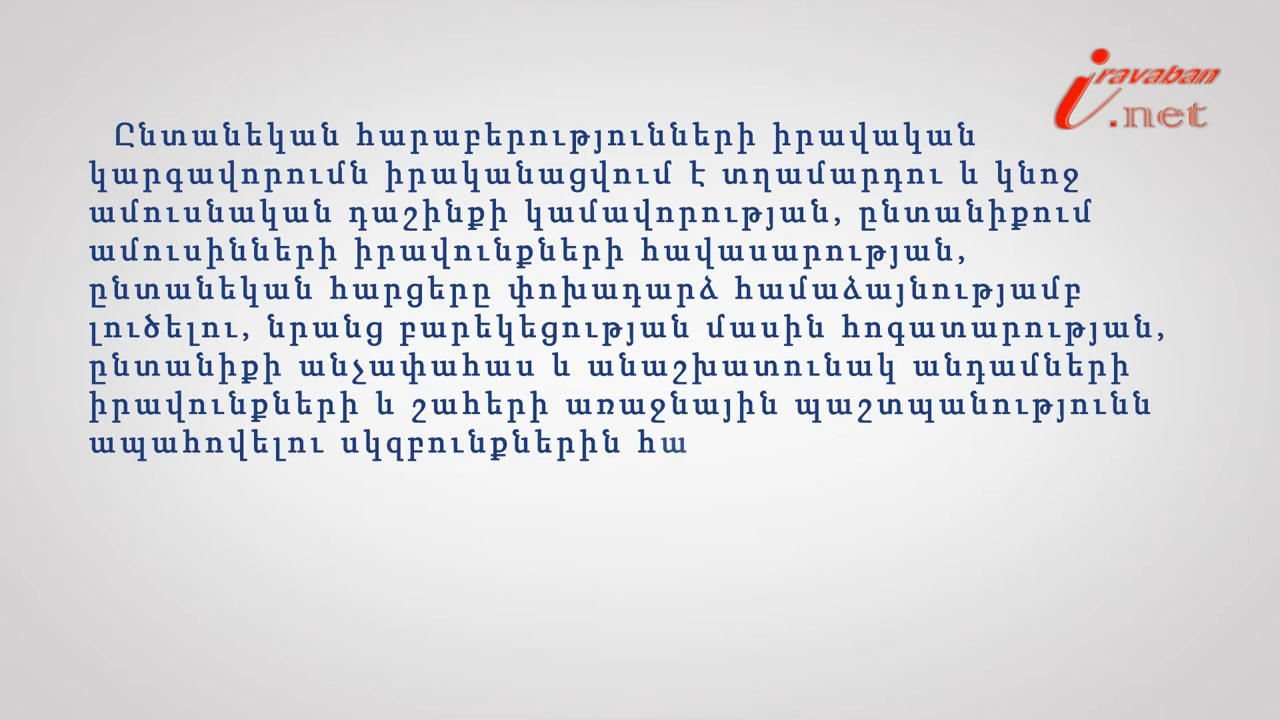 iravaban
.net
Ընտանեկան հարաբերությունների իրավական
կարգավորումն իրականացվում է տղամարդու և կնոջ
ամուսնական դաշինքի կամավորության, ընտանիքում
ամուսինների իրավունքների հավասարության,
ընտանեկան հարցերը փոխադարձ համաձայնությամբ
լուծելու, նրանց բարեկեցության մասին հոգատարության,
ընտանիքի անչափահաս և անաշխատունակ անդամների
իրավունքների և շահերի առաջնային պաշտպանությունն
ապահովելու սկզբունքներին հա